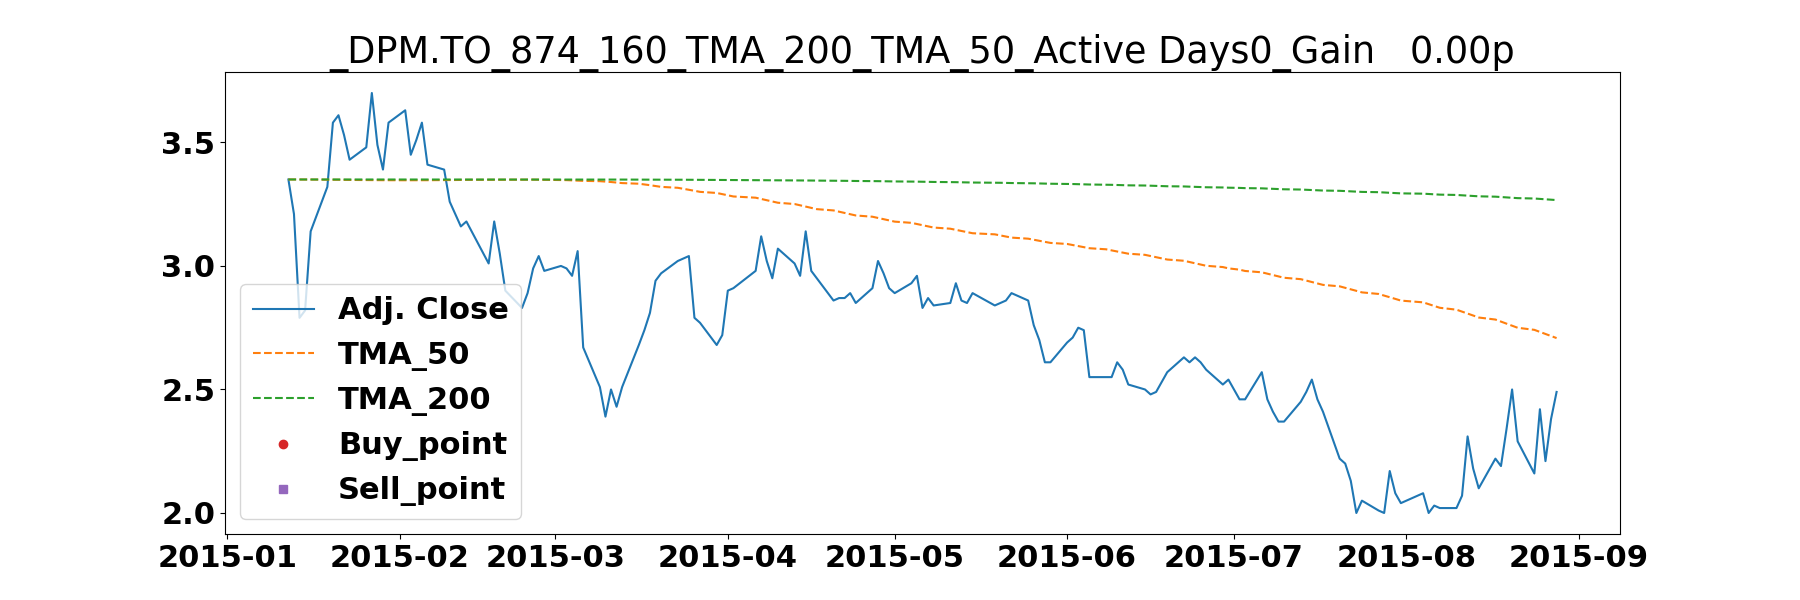 _DPM.TO_874_160_TMA_200_TMA_50_Active Days0_Gain   0.00p
3.5
3.0
2.5
2.0
Adj. Close
TMA_50
TMA_200
Buy_point
Sell_point
2015-01 2015-02 2015-03 2015-04 2015-05 2015-06 2015-07 2015-08 2015-09